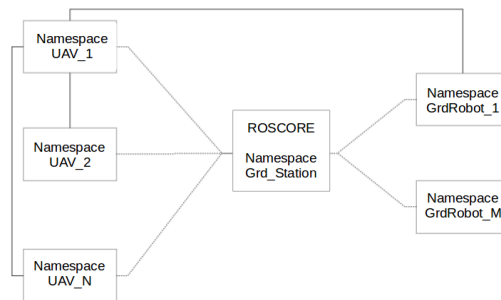 Namespace
UAV_1
Namespace
UAV_2
Namespace
UAV_N
ROSCORE
Namespace
Grd_Station
Namespace
GrdRobot_1
Namespace
GrdRobot_M